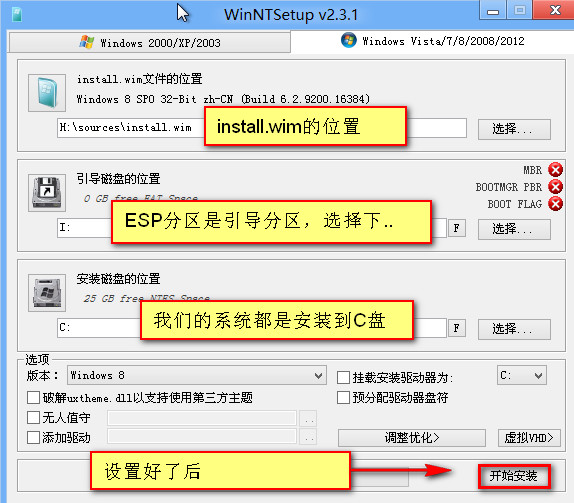 WinNTSetup v2.3.1
Windows 2000/XP/2003
Windows Vista/7/8/2008/2012
install.wim文件的位置
Windows 8 SP0 32-Bit zh-CN (Build 6.2.9200.16384)
H:\sources\install.wim
install.wim的位置
选择...
引导磁盘的位置
0 GB free FAT Space
MBR
BOOTMGR PBR
BOOT FLAG
ESP分区是引导分区，选择下..
I:
F
选择...
安装磁盘的位置
25 GB free NTFS Space
我们的系统都是安装到C盘
C:
F
选择...
选项
版本： Windows 8
挂载安装驱动器为: C:
破解uxtheme.dll以支持使用第三方主题
预分配驱动器盘符
无人值守 ..
添加驱动 ..
调整优化>
虚拟VHD>
设置好了后
开始安装